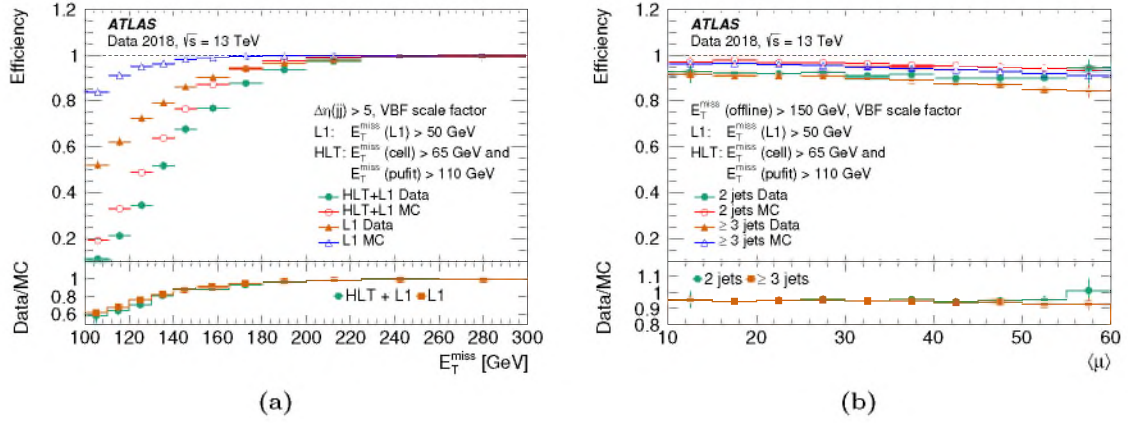 ATLAS
Data 2018, √s = 13 TeV
Efficiency
1
0.8
0.6
0.4
0.2
Δη(jj) > 5, VBF scale factor
L1: E_T^miss (L1) > 50 GeV
HLT: E_T^miss (cell) > 65 GeV and
E_T^miss (pufit) > 110 GeV
HLT+L1 Data
HLT+L1 MC
L1 Data
L1 MC
Data/MC
1.0
0.8
0.6
HLT + L1 L1
100 120 140 160 180 200 220 240 260 280 300
E_T^miss [GeV]
(a)
ATLAS
Data 2018, √s = 13 TeV
Efficiency
1
0.8
0.6
0.4
0.2
E_T^miss (offline) > 150 GeV, VBF scale factor
L1: E_T^miss (L1) > 50 GeV
HLT: E_T^miss (cell) > 65 GeV and
E_T^miss (pufit) > 110 GeV
2 jets Data
2 jets MC
≥ 3 jets Data
≥ 3 jets MC
Data/MC
1.1
1
0.9
0.8
2 jets ≥ 3 jets
10 20 30 40 50 60
⟨μ⟩
(b)